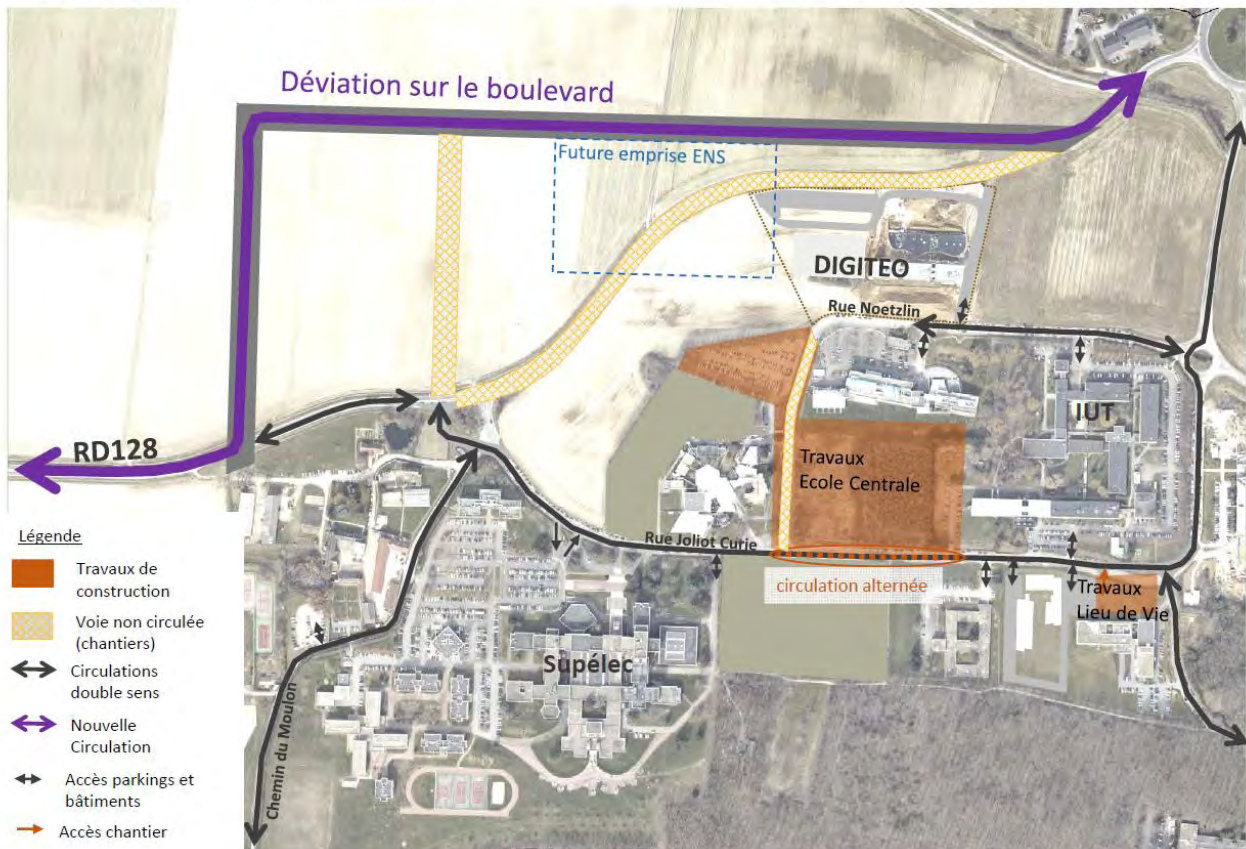 Déviation sur le boulevard
Future emprise ENS
DIGITEO
Rue Noetzlin
RD128
IUT
Travaux
Ecole Centrale
Rue Joliot Curie
circulation alternée
Travaux
Lieu de Vie
Supélec
Chemin du Moulon
Légende
Travaux de
construction
Voie non circulée
(chantiers)
Circulations
double sens
Nouvelle
Circulation
Accès parkings et
bâtiments
Accès chantier